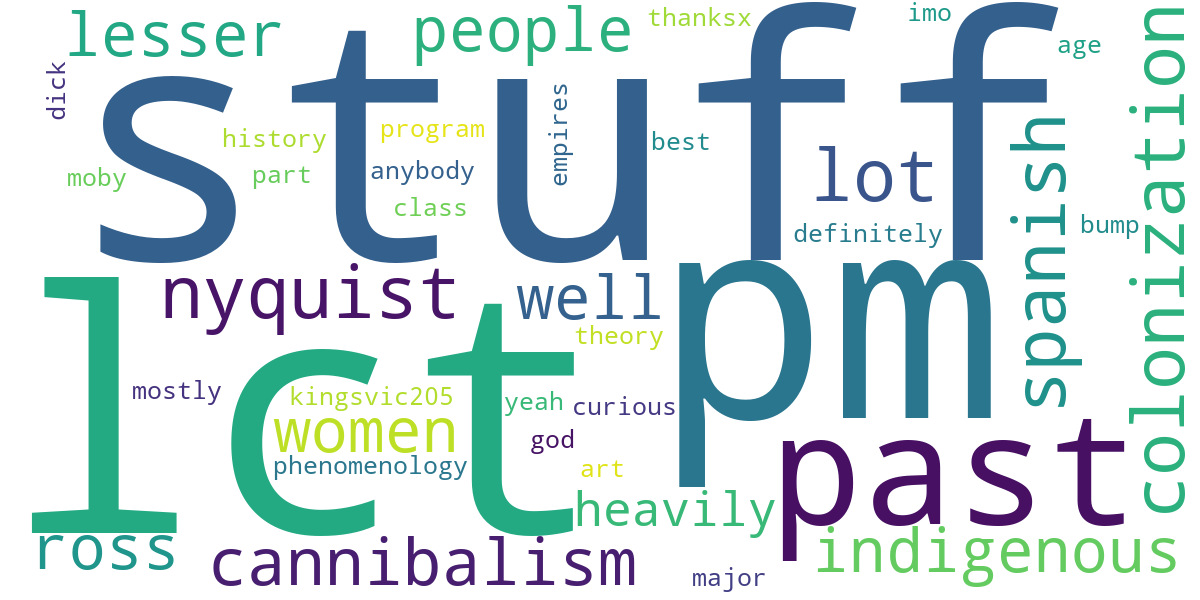 lesser
people
thanksx
imo
age
dick
stuff
history
program
empires
best
moby
part
anybody
class
lot
definitely
spanish
bump
colonization
lct
nyquist
well
pm
theory
mostly
kingsvic205
yeah
curious
women
god
phenomenology
art
past
heavily
ross
cannibalism
major
indigenous